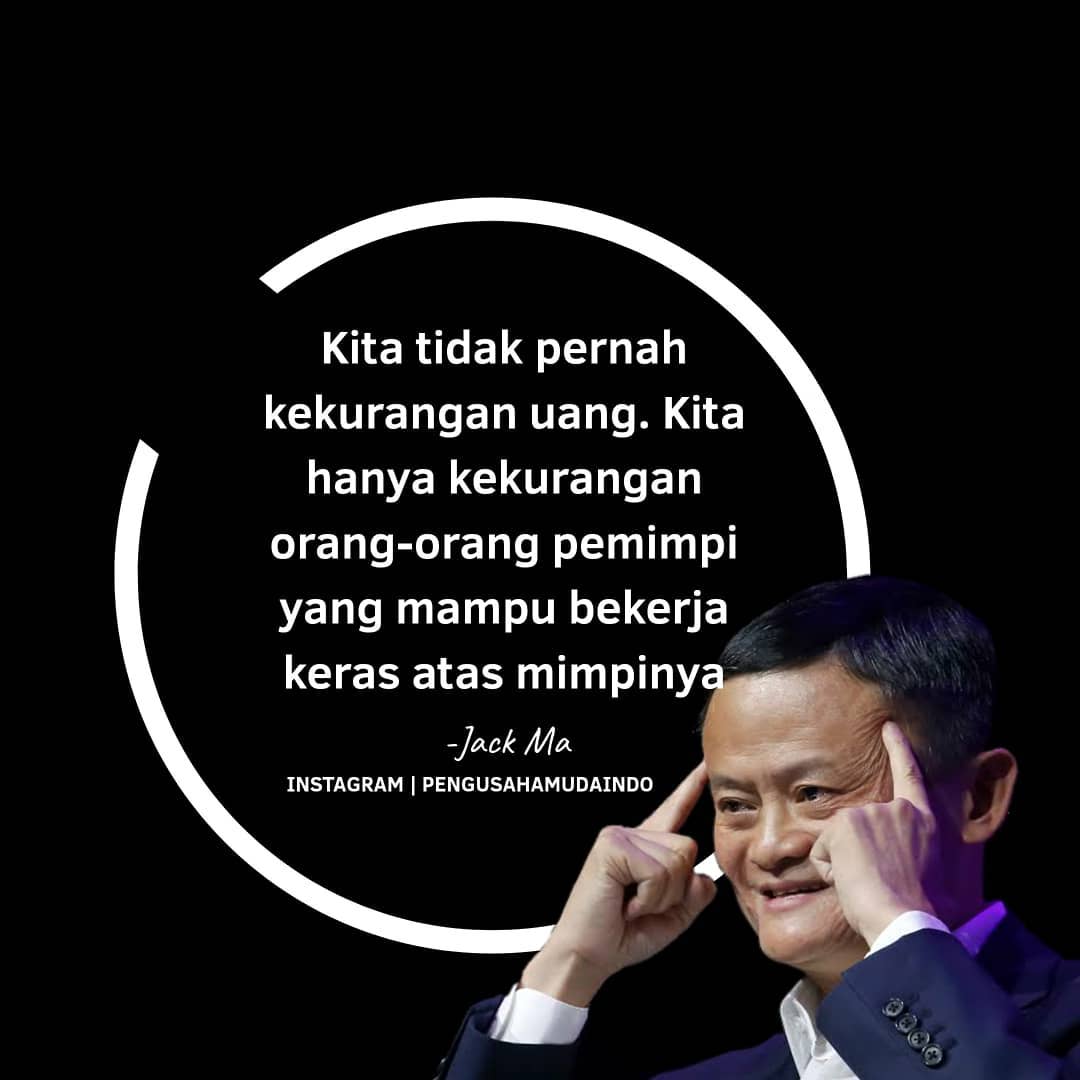 Kita tidak pernah
kekurangan uang. Kita
hanya kekurangan
orang-orang pemimpi
yang mampu bekerja
keras atas mimpinya
-Jack Ma
INSTAGRAM | PENGUSAHAMUDAINDO